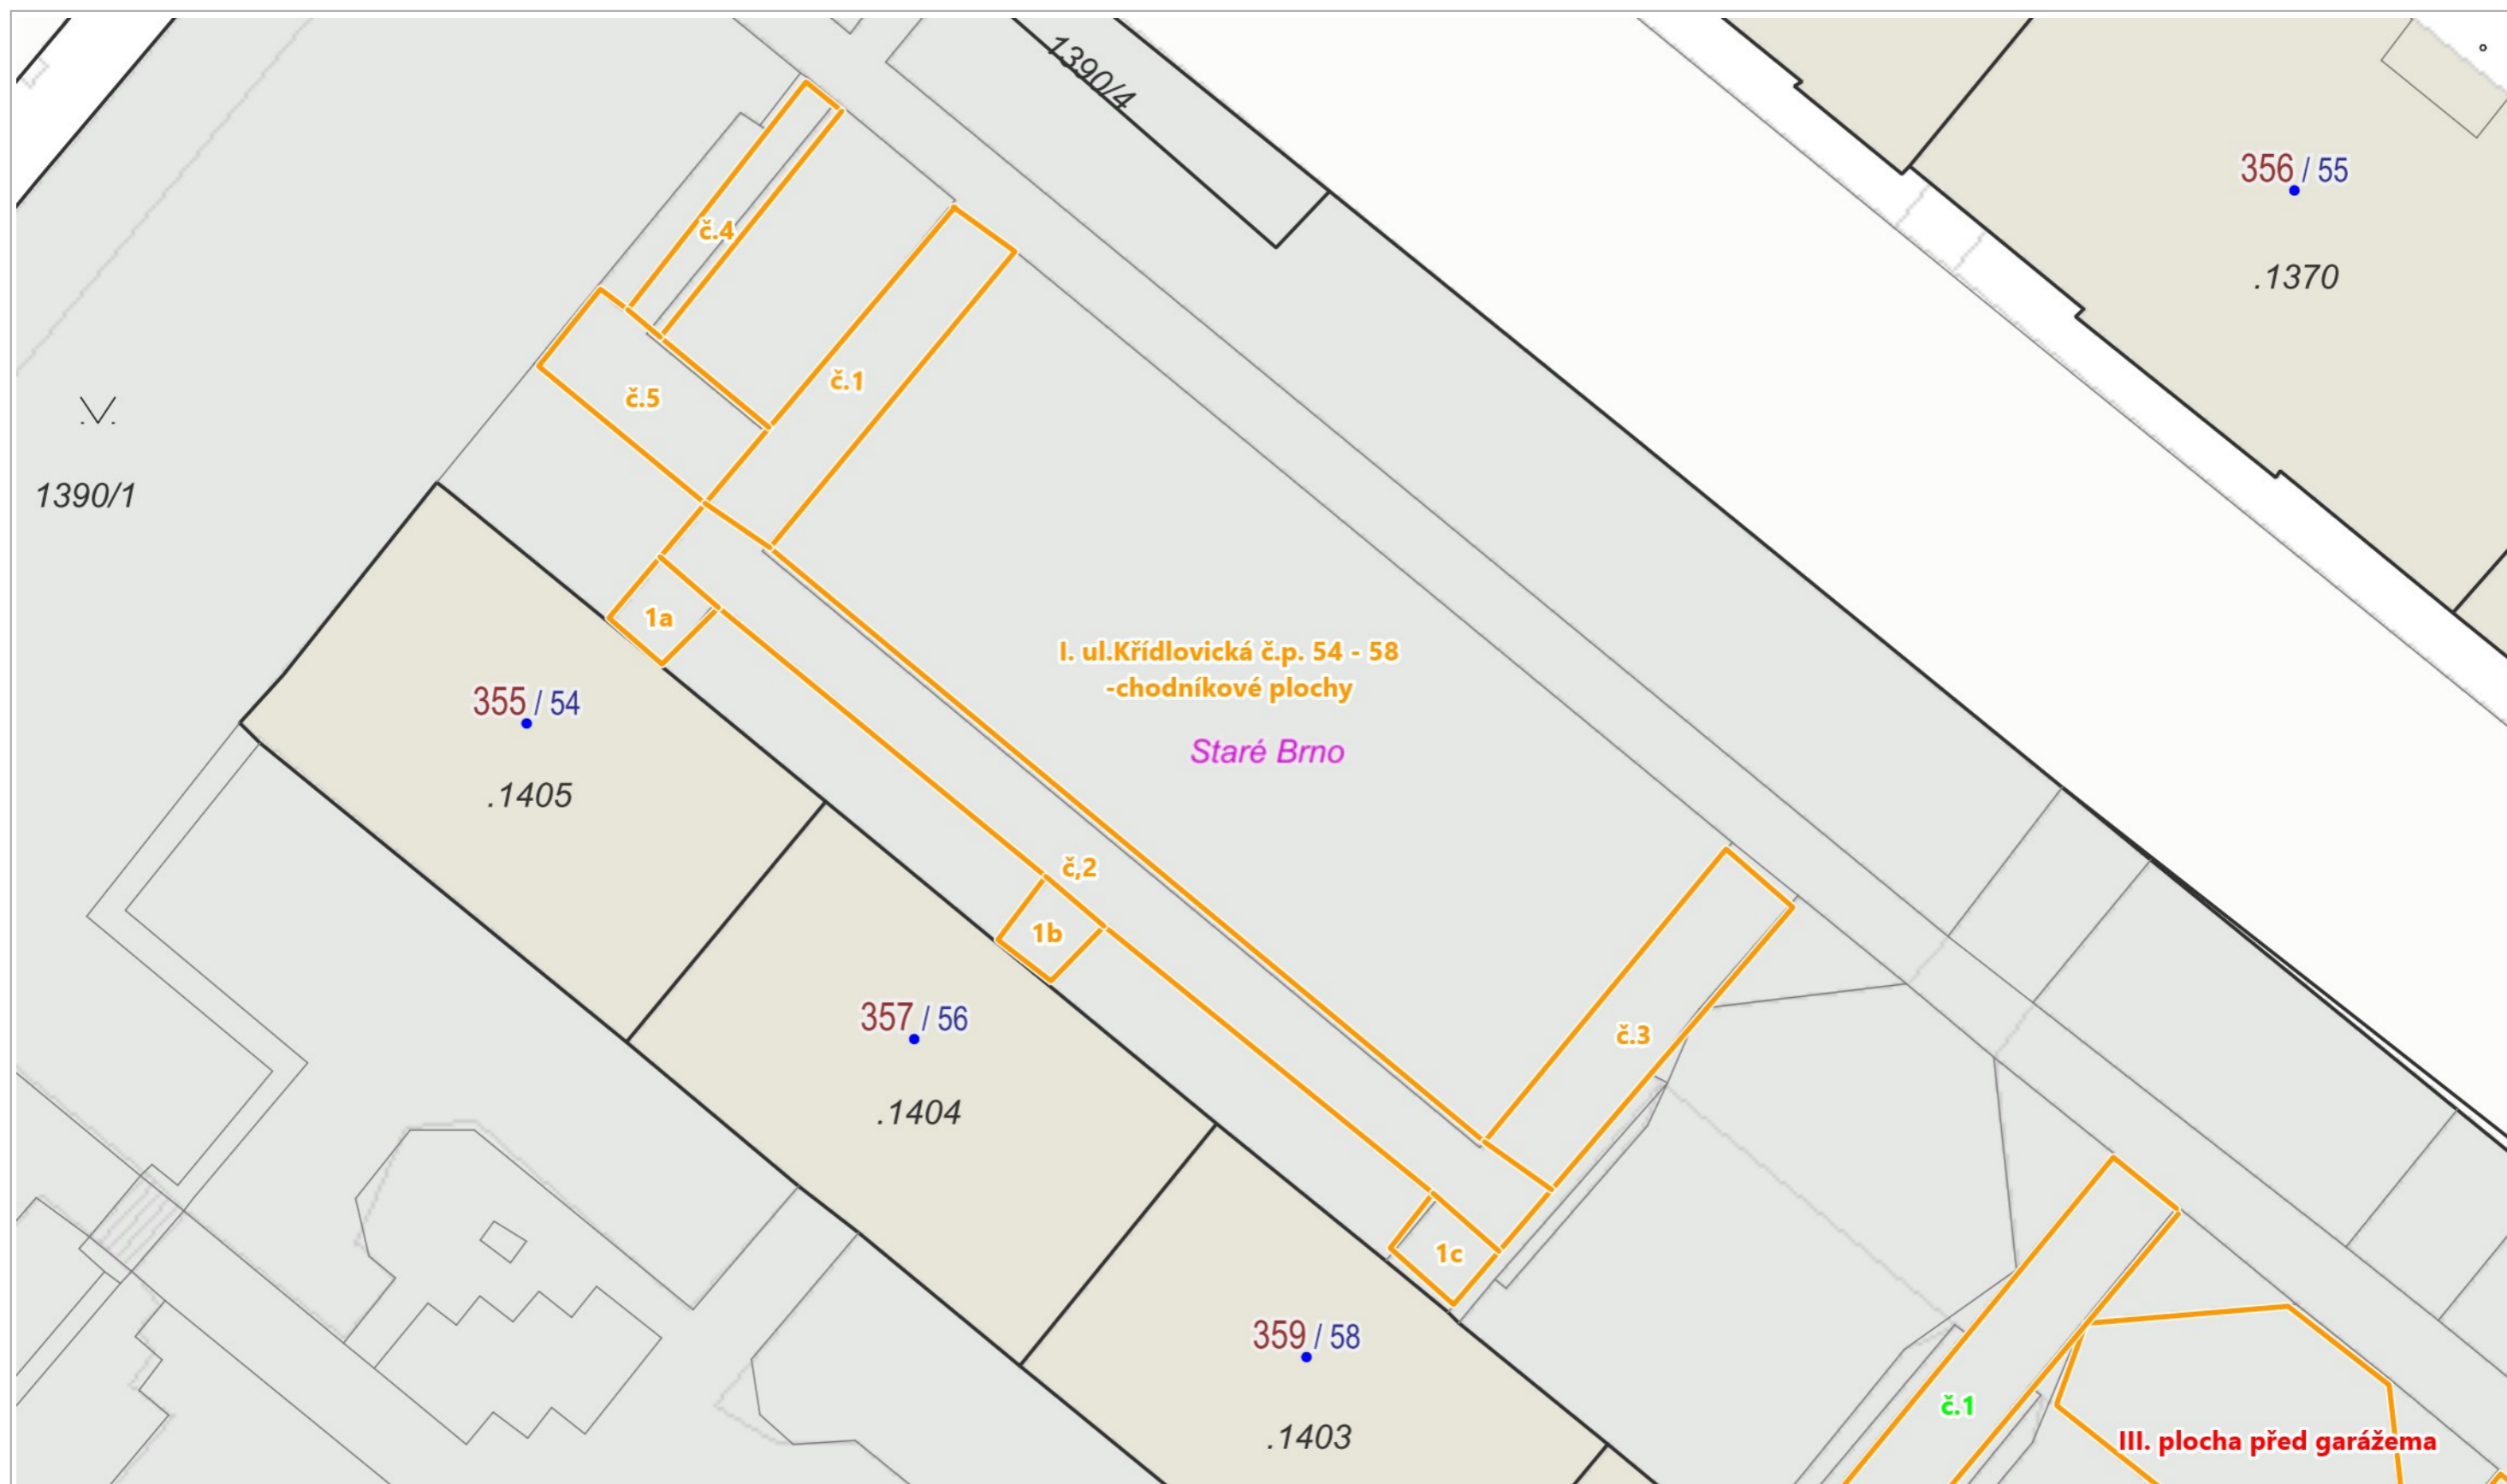 1390/4
356 / 55
.1370
č.4
č.1
č.5
1390/1
1a
I. ul.Křídlovická č.p. 54 - 58
-chodníkové plochy
Staré Brno
355 / 54
.1405
č,2
1b
357 / 56
č.3
.1404
1c
359 / 58
č.1
.1403
III. plocha před garážema